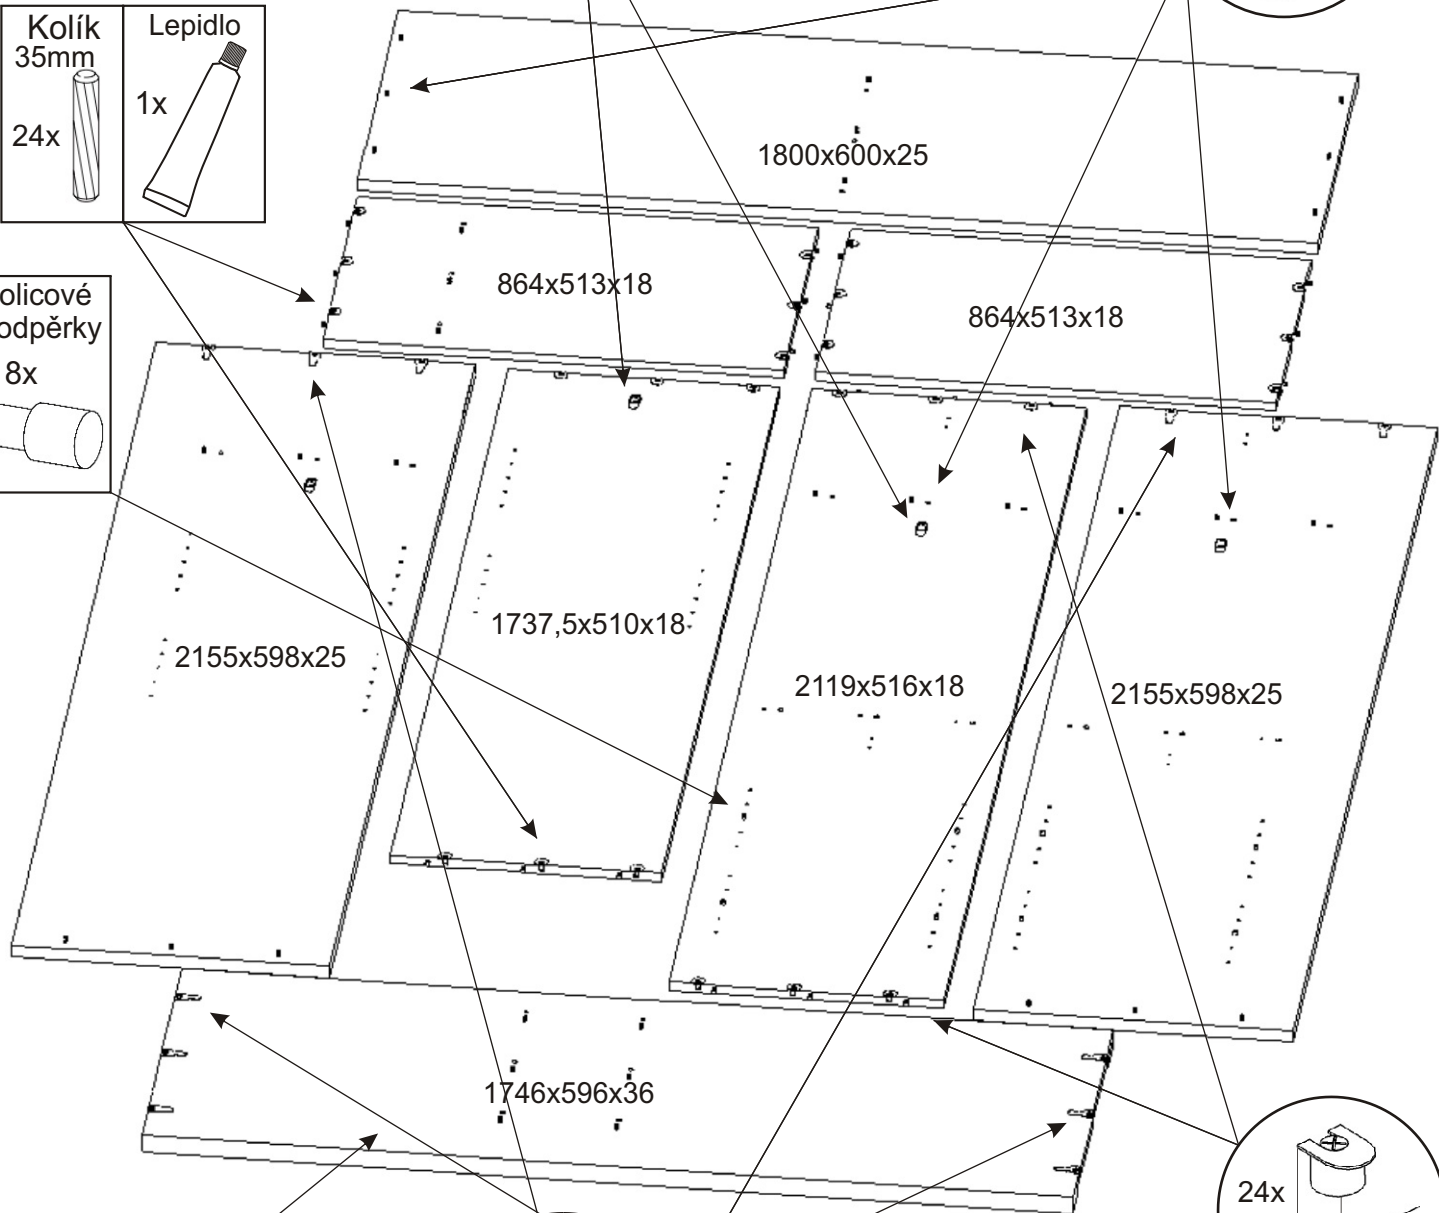 Kolík
35mm
24x
Lepidlo
1x
1800x600x25
864x513x18
864x513x18
olicové
odpěrky
8x
1737,5x510x18
2155x598x25
2119x516x18
2155x598x25
1746x596x36
24x